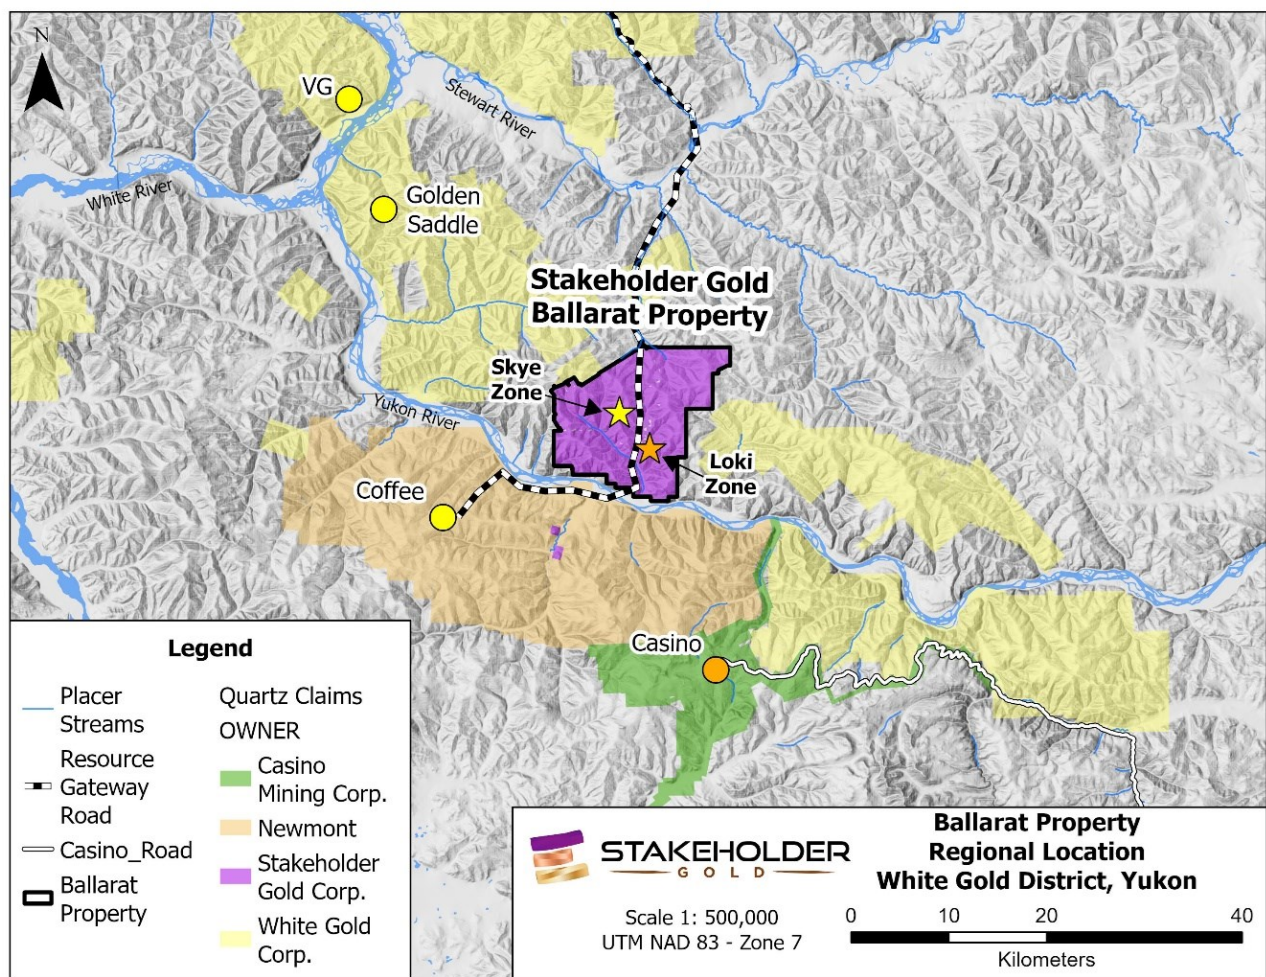 N
VG
Stewart River
White River
Golden
Saddle
Stakeholder Gold
Ballarat Property
Skye
Zone
Yukon River
Loki
Zone
Coffee
Casino
Legend
Placer
Streams
Resource
Gateway
Road
Casino_Road
Ballarat
Property
Quartz Claims
OWNER
Casino
Mining Corp.
Newmont
Stakeholder
Gold Corp.
White Gold
Corp.
STAKEHOLDER
GOLD
Scale 1: 500,000
UTM NAD 83 - Zone 7
Ballarat Property
Regional Location
White Gold District, Yukon
0 10 20 40
Kilometers